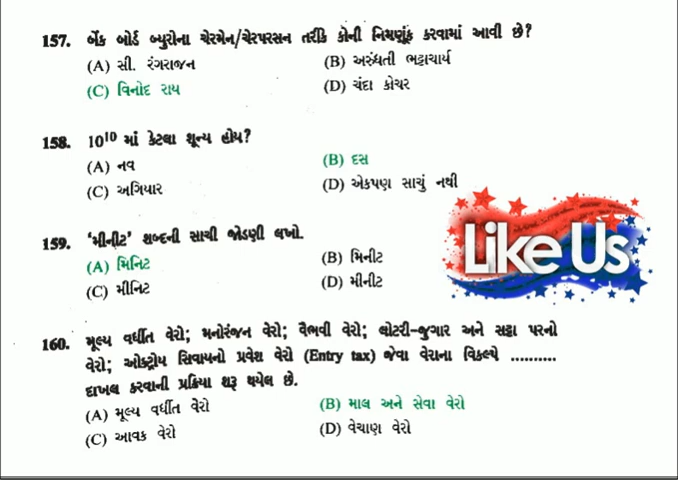 157. બેંક બોર્ડ બ્યુરોના ચેરમેન/ચેરપરસન તરીકે કોની નિમણૂંક કરવામાં આવી છે?
(A) સી. રંગરાજન (B) અરુંધતી ભટ્ટાચાર્ય
(C) વિનોદ રાય (D) ચંદા કોચર
158. 10¹⁰ માં કેટલા શૂન્ય હોય?
(A) નવ (B) દસ
(C) અગિયાર (D) એકપણ સાચું નથી
159. ‘મીનીટ’ શબ્દની સાચી જોડણી લખો.
(A) મિનિટ (B) મિનીટ
(C) મીનિટ (D) મીનીટ
Like Us
160. મૂલ્ય વર્ધીત વેરો; મનોરંજન વેરો; વૈભવી વેરો; લોટરી-જુગાર અને સટ્ટા પરનો
વેરો; ઓક્ટ્રોય સિવાયનો પ્રવેશ વેરો (Entry tax) જેવા વેરાના વિકલ્પે ..........
દાખલ કરવાની પ્રક્રિયા શરૂ થયેલ છે.
(A) મૂલ્ય વર્ધીત વેરો (B) માલ અને સેવા વેરો
(C) આવક વેરો (D) વેચાણ વેરો